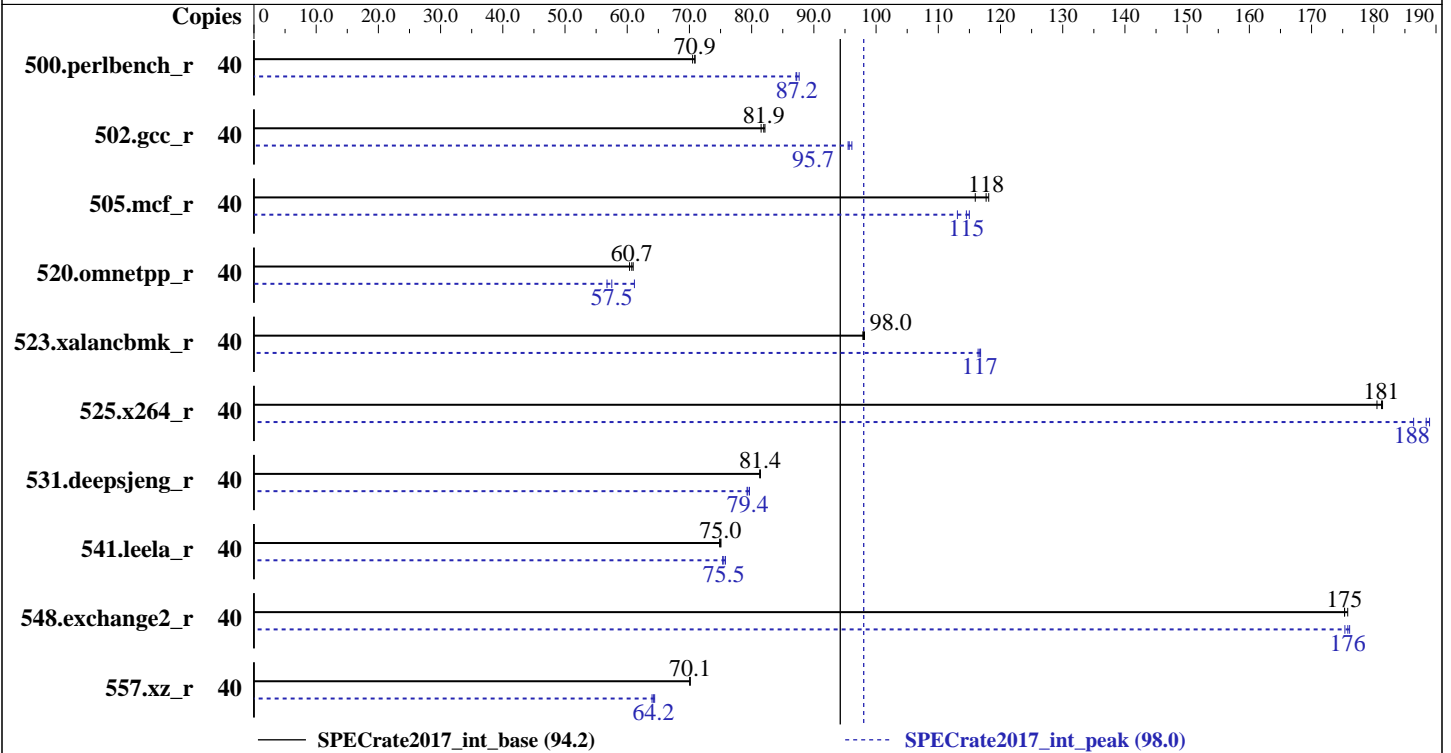 Copies 0 10.0 20.0 30.0 40.0 50.0 60.0 70.0 80.0 90.0 100 110 120 130 140 150 160 170 180 190
70.9
500.perlbench_r 40
87.2
81.9
502.gcc_r 40
95.7
118
505.mcf_r 40
115
60.7
520.omnetpp_r 40
57.5
98.0
523.xalancbmk_r 40
117
181
525.x264_r 40
188
81.4
531.deepsjeng_r 40
79.4
75.0
541.leela_r 40
75.5
175
548.exchange2_r 40
176
70.1
557.xz_r 40
64.2
SPECrate2017_int_base (94.2) SPECrate2017_int_peak (98.0)